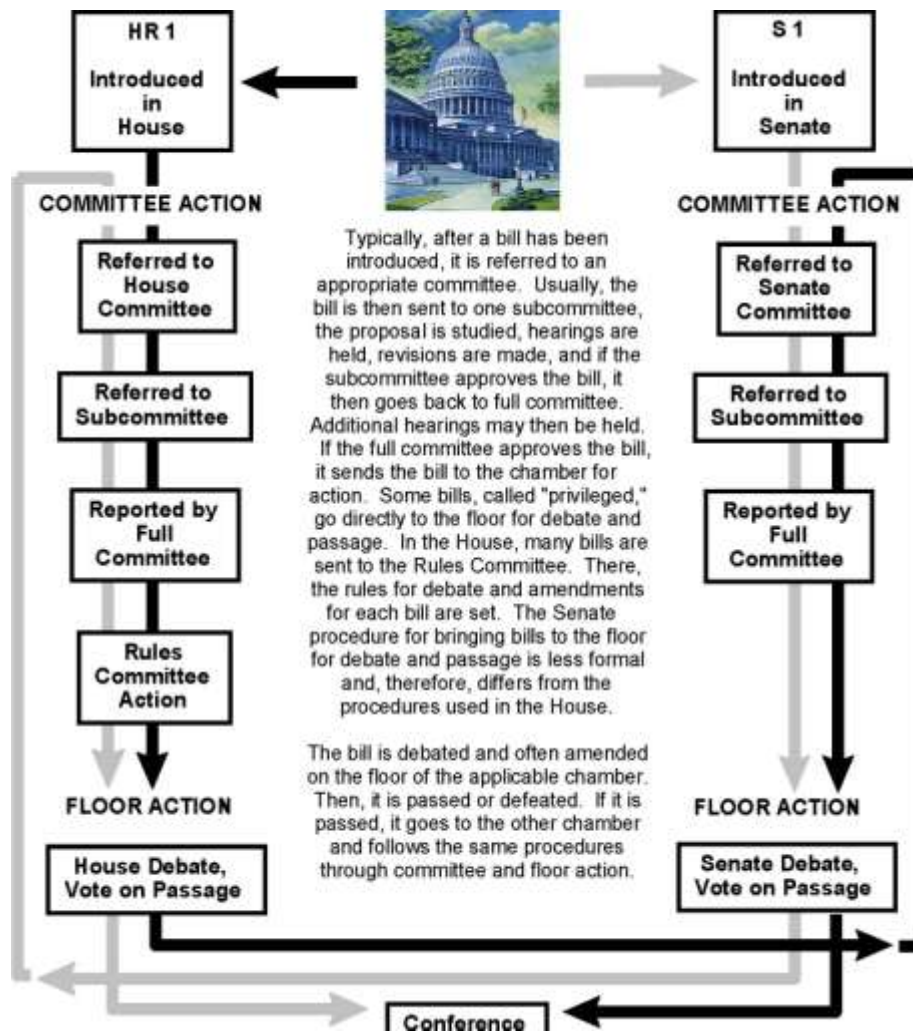 HR 1
Introduced
in
House
S 1
Introduced
in
Senate
COMMITTEE ACTION
Referred to
House
Committee
Referred to
Subcommittee
Reported by
Full
Committee
Rules
Committee
Action
FLOOR ACTION
House Debate,
Vote on Passage
Typically, after a bill has been
introduced, it is referred to an
appropriate committee. Usually, the
bill is then sent to one subcommittee,
the proposal is studied, hearings are
held, revisions are made, and if the
subcommittee approves the bill, it
then goes back to full committee.
Additional hearings may then be held.
If the full committee approves the bill,
it sends the bill to the chamber for
action. Some bills, called "privileged,"
go directly to the floor for debate and
passage. In the House, many bills are
sent to the Rules Committee. There,
the rules for debate and amendments
for each bill are set. The Senate
procedure for bringing bills to the floor
for debate and passage is less formal
and, therefore, differs from the
procedures used in the House.
The bill is debated and often amended
on the floor of the applicable chamber.
Then, it is passed or defeated. If it is
passed, it goes to the other chamber
and follows the same procedures
through committee and floor action.
COMMITTEE ACTION
Referred to
Senate
Committee
Referred to
Subcommittee
Reported by
Full
Committee
FLOOR ACTION
Senate Debate,
Vote on Passage
Conference